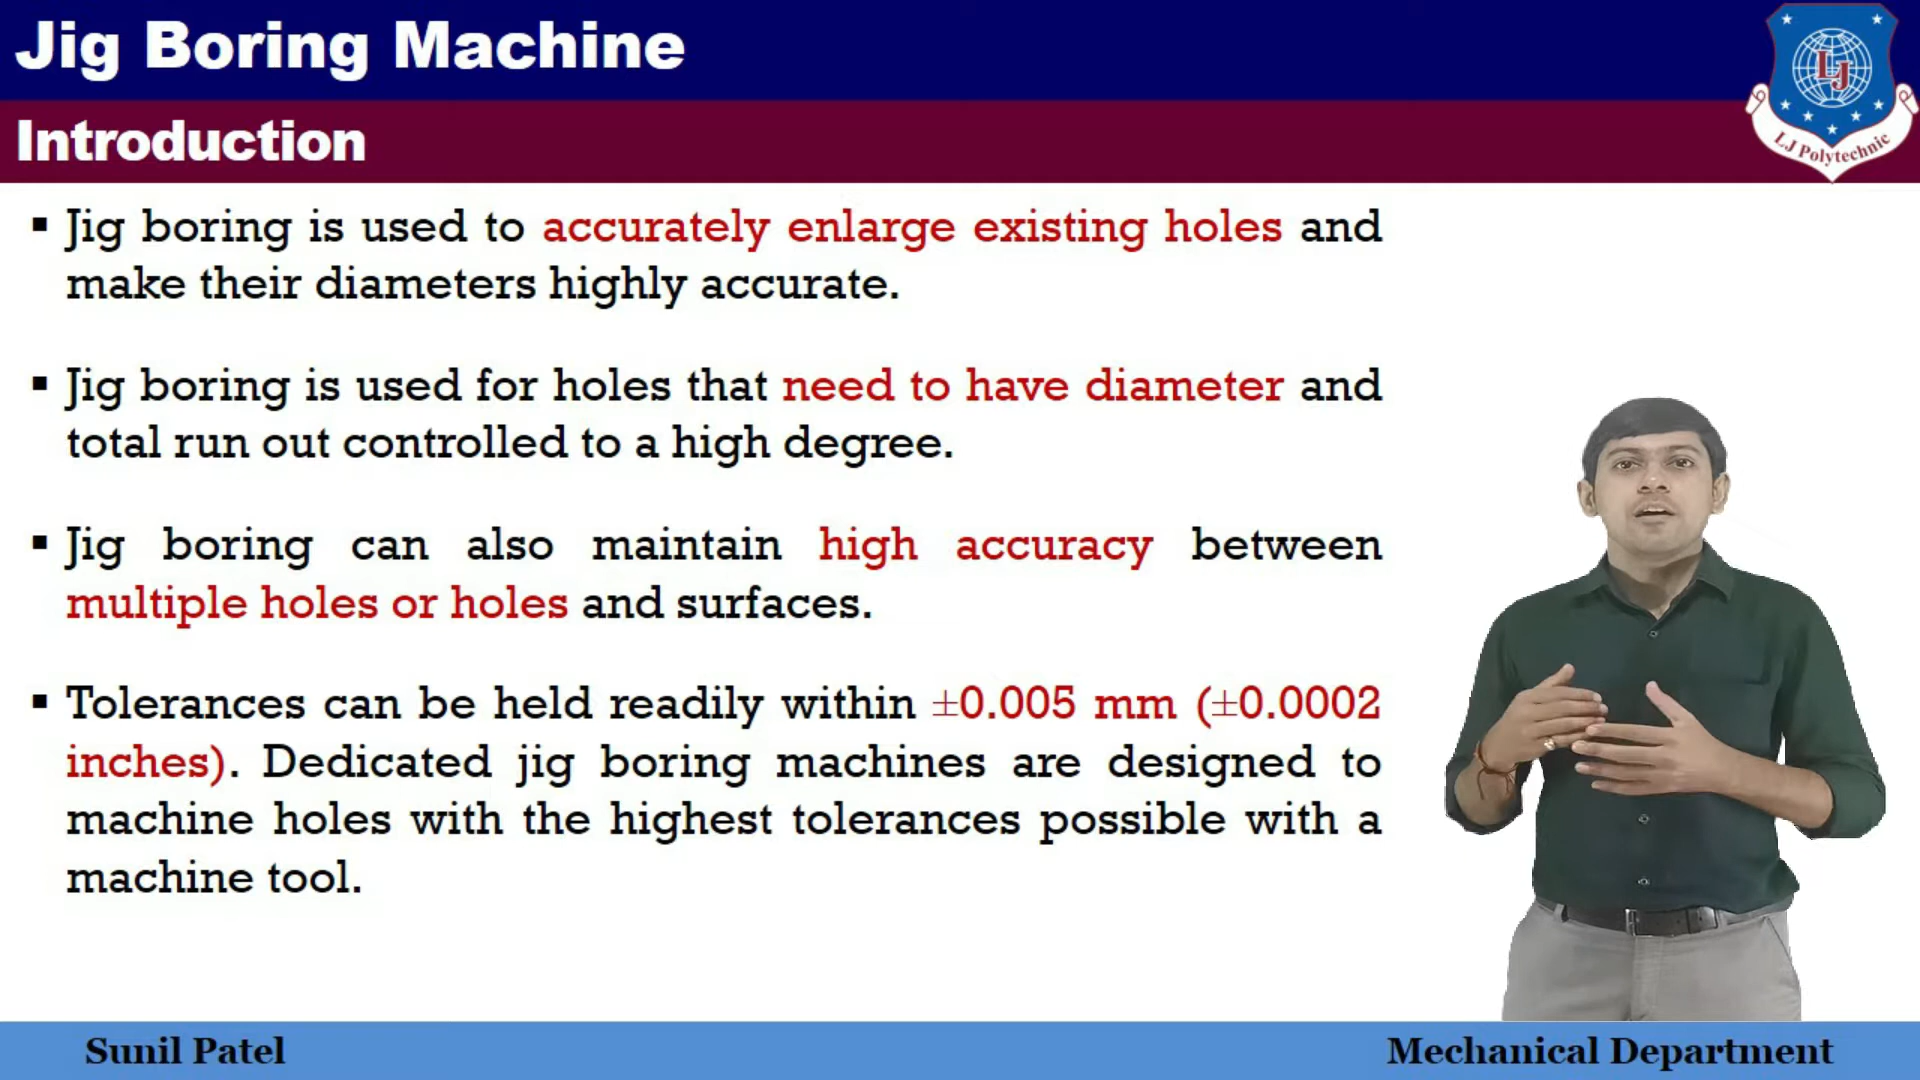 Jig Boring Machine
Introduction
LJ
LJ Polytechnic
▪ Jig boring is used to accurately enlarge existing holes and
make their diameters highly accurate.
▪ Jig boring is used for holes that need to have diameter and
total run out controlled to a high degree.
▪ Jig boring can also maintain high accuracy between
multiple holes or holes and surfaces.
▪ Tolerances can be held readily within ±0.005 mm (±0.0002
inches). Dedicated jig boring machines are designed to
machine holes with the highest tolerances possible with a
machine tool.
Sunil Patel
Mechanical Department